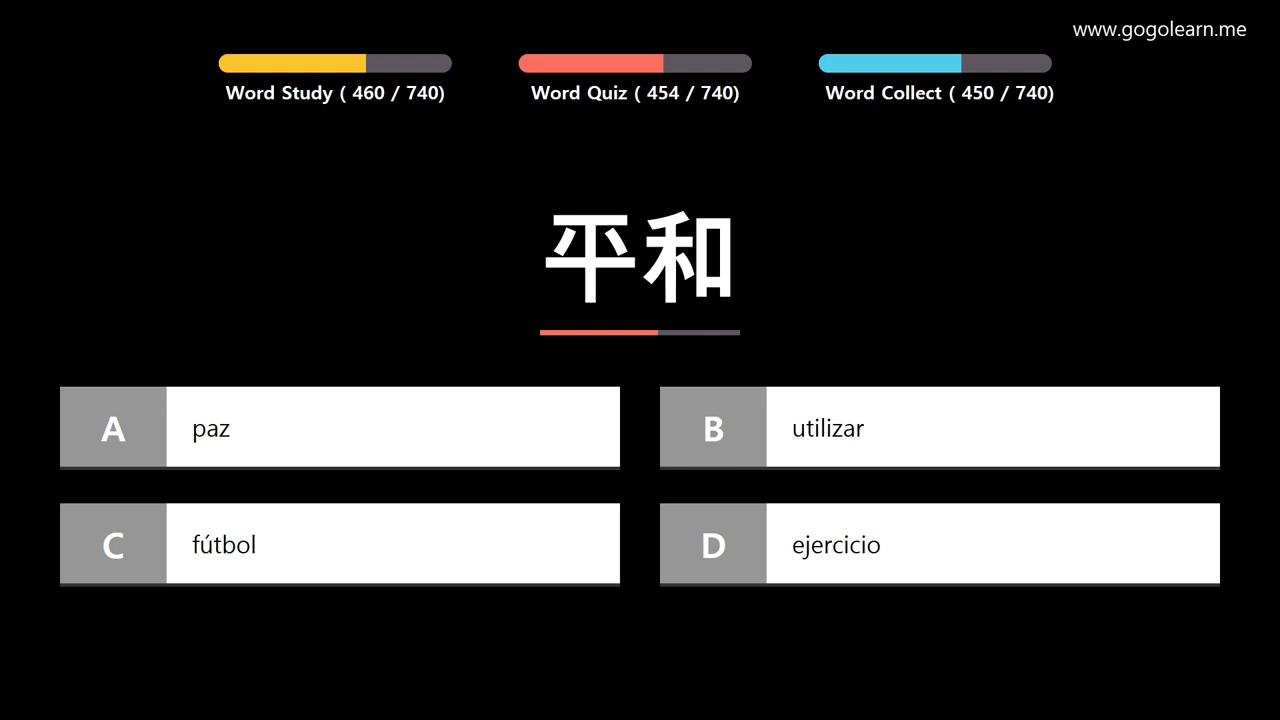 www.gogolearn.me
Word Study ( 460 / 740)
Word Quiz ( 454 / 740)
Word Collect ( 450 / 740)
平和
A paz
B utilizar
C fútbol
D ejercicio